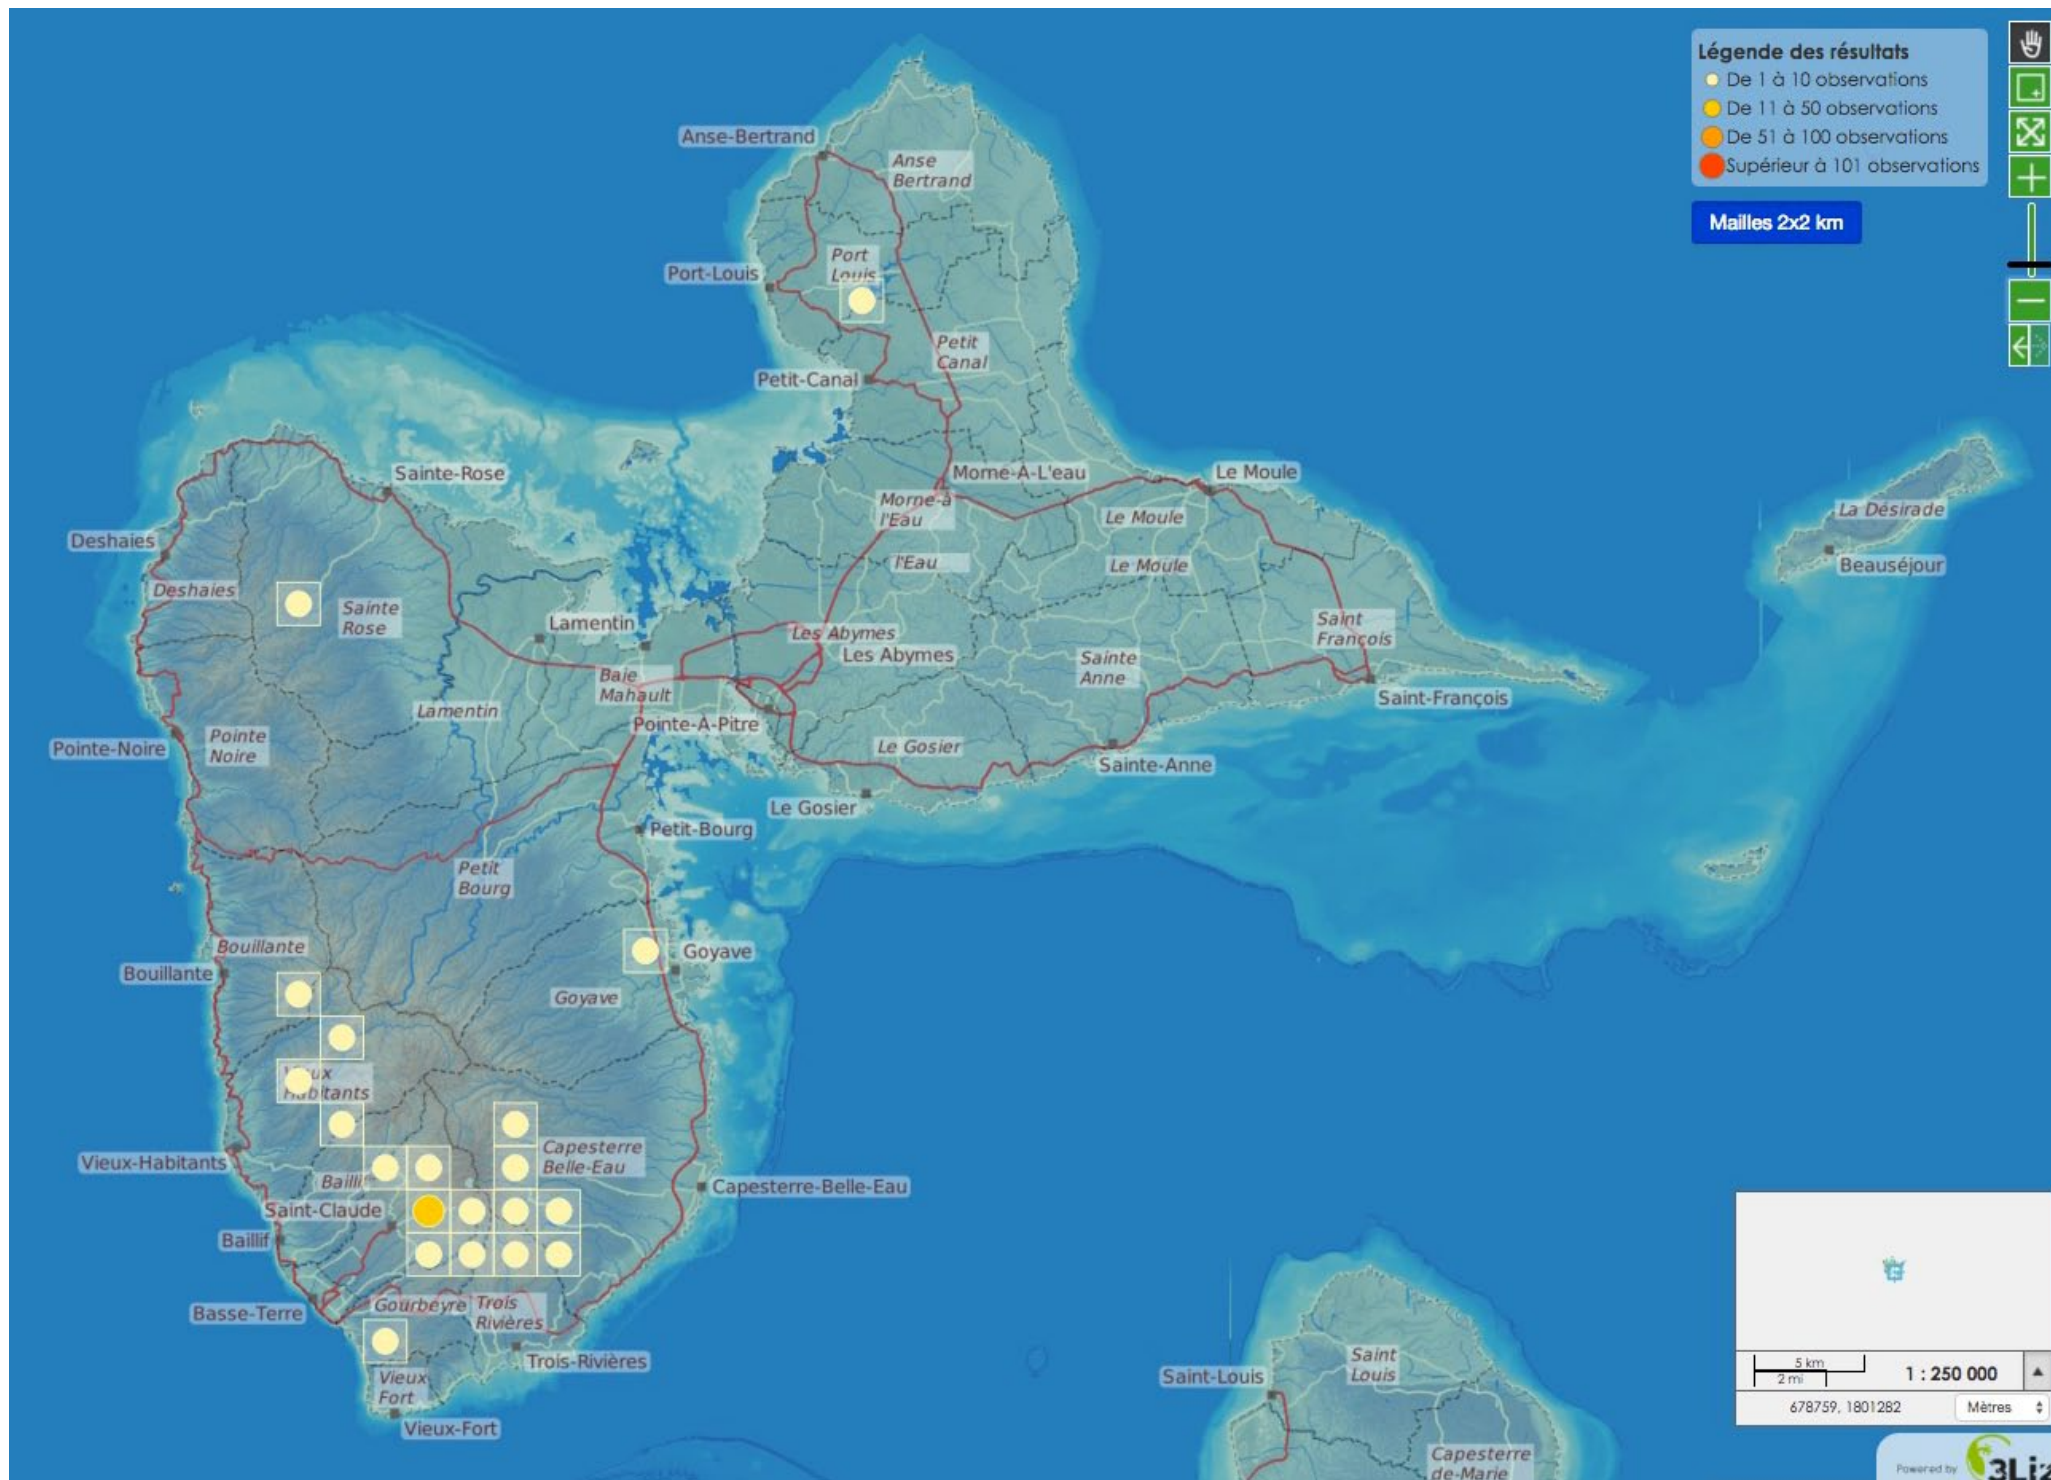 Légende des résultats
De 1 à 10 observations
De 11 à 50 observations
De 51 à 100 observations
Supérieur à 101 observations
Mailles 2x2 km
Anse-Bertrand
Anse
Bertrand
Port
Louis
Port-Louis
Petit
Canal
Petit-Canal
Sainte-Rose
Morne-À-L'eau
Le Moule
Morne-à
l'Eau
Le Moule
La Désirade
Deshaies
l'Eau
Le Moule
Beauséjour
Deshaies
Sainte
Rose
Lamentin
Les Abymes
Les Abymes
Saint
François
Sainte
Anne
Baie
Mahault
Saint-François
Lamentin
Pointe-À-Pitre
Pointe
Noire
Pointe-Noire
Le Gosier
Sainte-Anne
Le Gosier
Petit-Bourg
Petit
Bourg
Bouillante
Goyave
Bouillante
Goyave
Vieux
Habitants
Capesterre
Belle-Eau
Vieux-Habitants
Baillif
Capesterre-Belle-Eau
Saint-Claude
Baillif
Gourbeyre
Trois
Rivières
Basse-Terre
Trois-Rivières
Vieux
Fort
Vieux-Fort
Saint
Louis
Saint-Louis
Capesterre
de-Marie
5 km
2 mi
1 : 250 000
678759, 1801282
Mètres
Powered by
3Liz